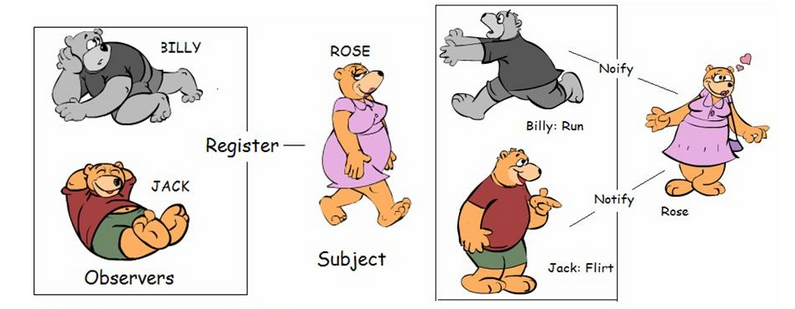 BILLY
ROSE
Register
JACK
Subject
Observers
Noify
Billy: Run
Notify
Rose
Jack: Flirt